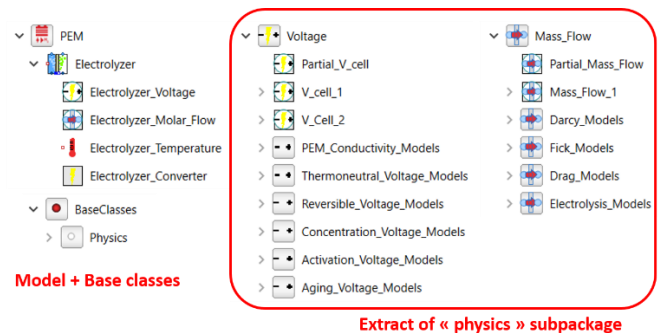 PEM
Electrolyzer
Electrolyzer_Voltage
Electrolyzer_Molar_Flow
Electrolyzer_Temperature
Electrolyzer_Converter
BaseClasses
Physics
Model + Base classes
Voltage
Partial_V_cell
V_cell_1
V_Cell_2
PEM_Conductivity_Models
Thermoneutral_Voltage_Models
Reversible_Voltage_Models
Concentration_Voltage_Models
Activation_Voltage_Models
Aging_Voltage_Models
Mass_Flow
Partial_Mass_Flow
Mass_Flow_1
Darcy_Models
Fick_Models
Drag_Models
Electrolysis_Models
Extract of « physics » subpackage